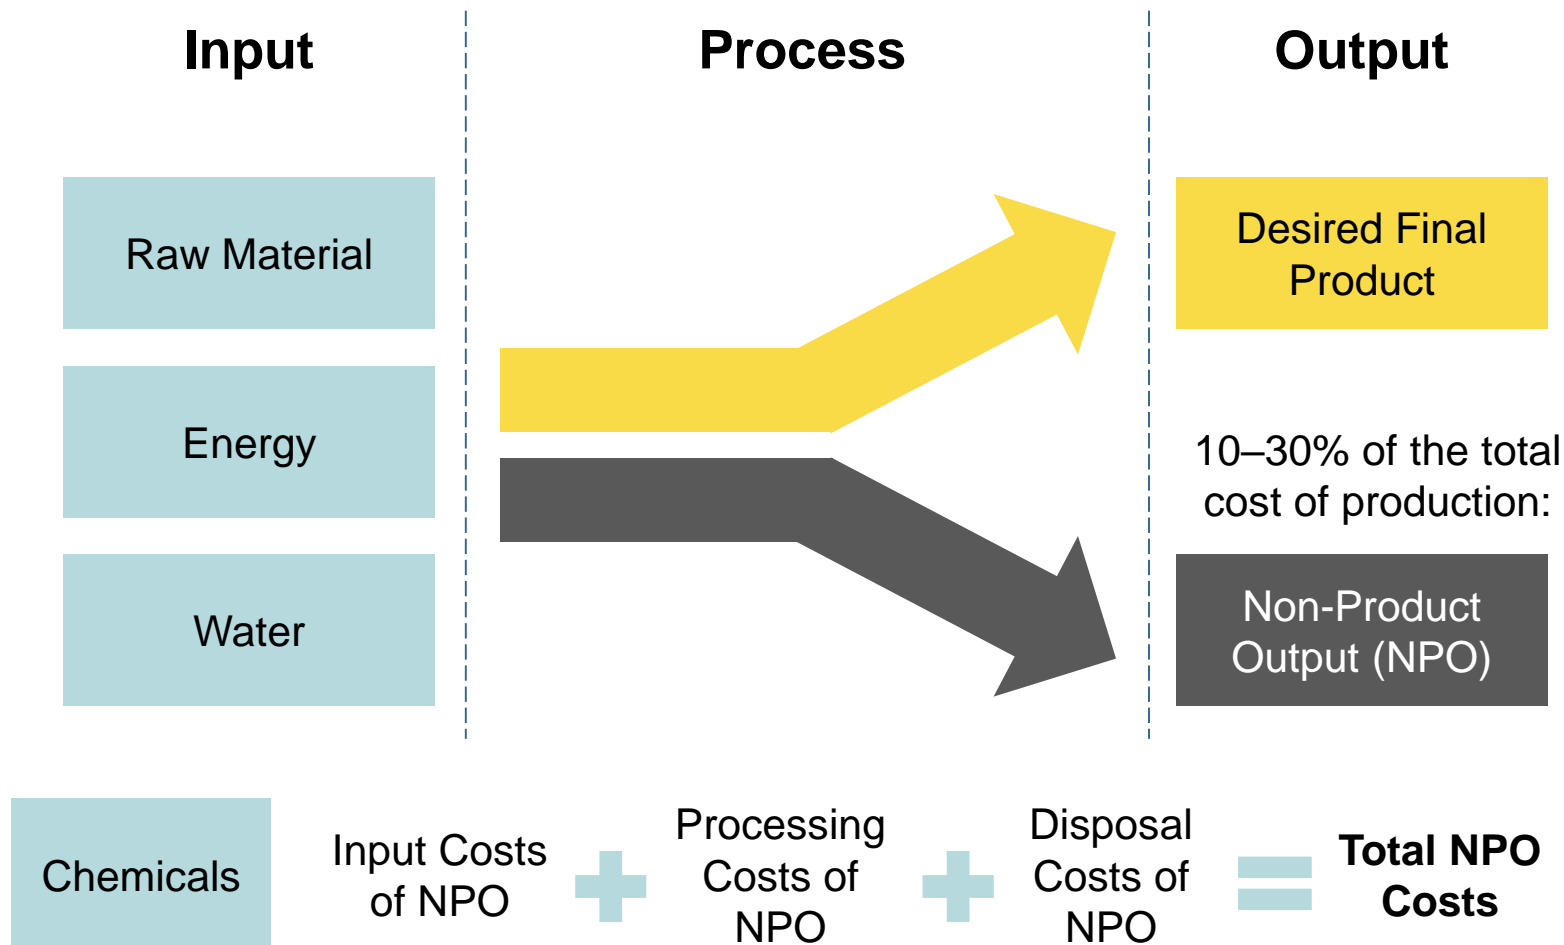 Input
Process
Output
Raw Material
Energy
Water
Desired Final
Product
10–30% of the total
cost of production:
Non-Product
Output (NPO)
Chemicals
Input Costs
of NPO
Processing
Costs of
NPO
Disposal
Costs of
NPO
Total NPO
Costs